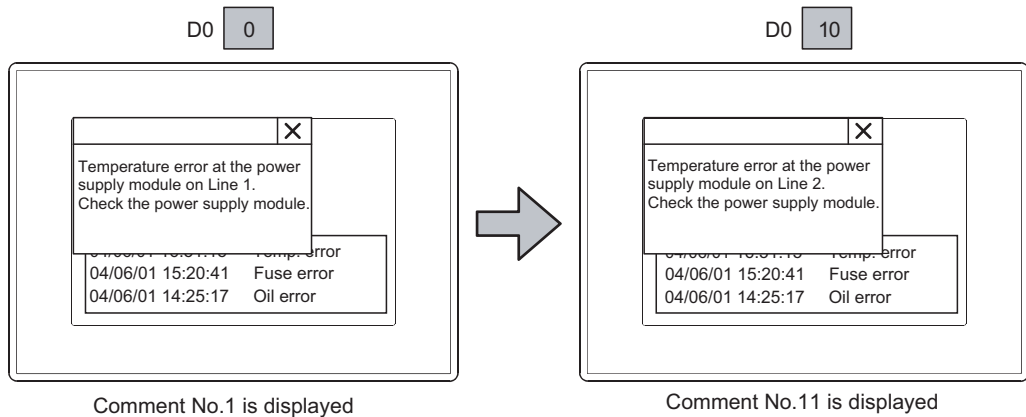 D0 0
D0 10
Temperature error at the power
supply module on Line 1.
Check the power supply module.
error
04/06/01 15:20:41 Fuse error
04/06/01 14:25:17 Oil error
Temperature error at the power
supply module on Line 2.
Check the power supply module.
error
04/06/01 15:20:41 Fuse error
04/06/01 14:25:17 Oil error
Comment No.1 is displayed
Comment No.11 is displayed